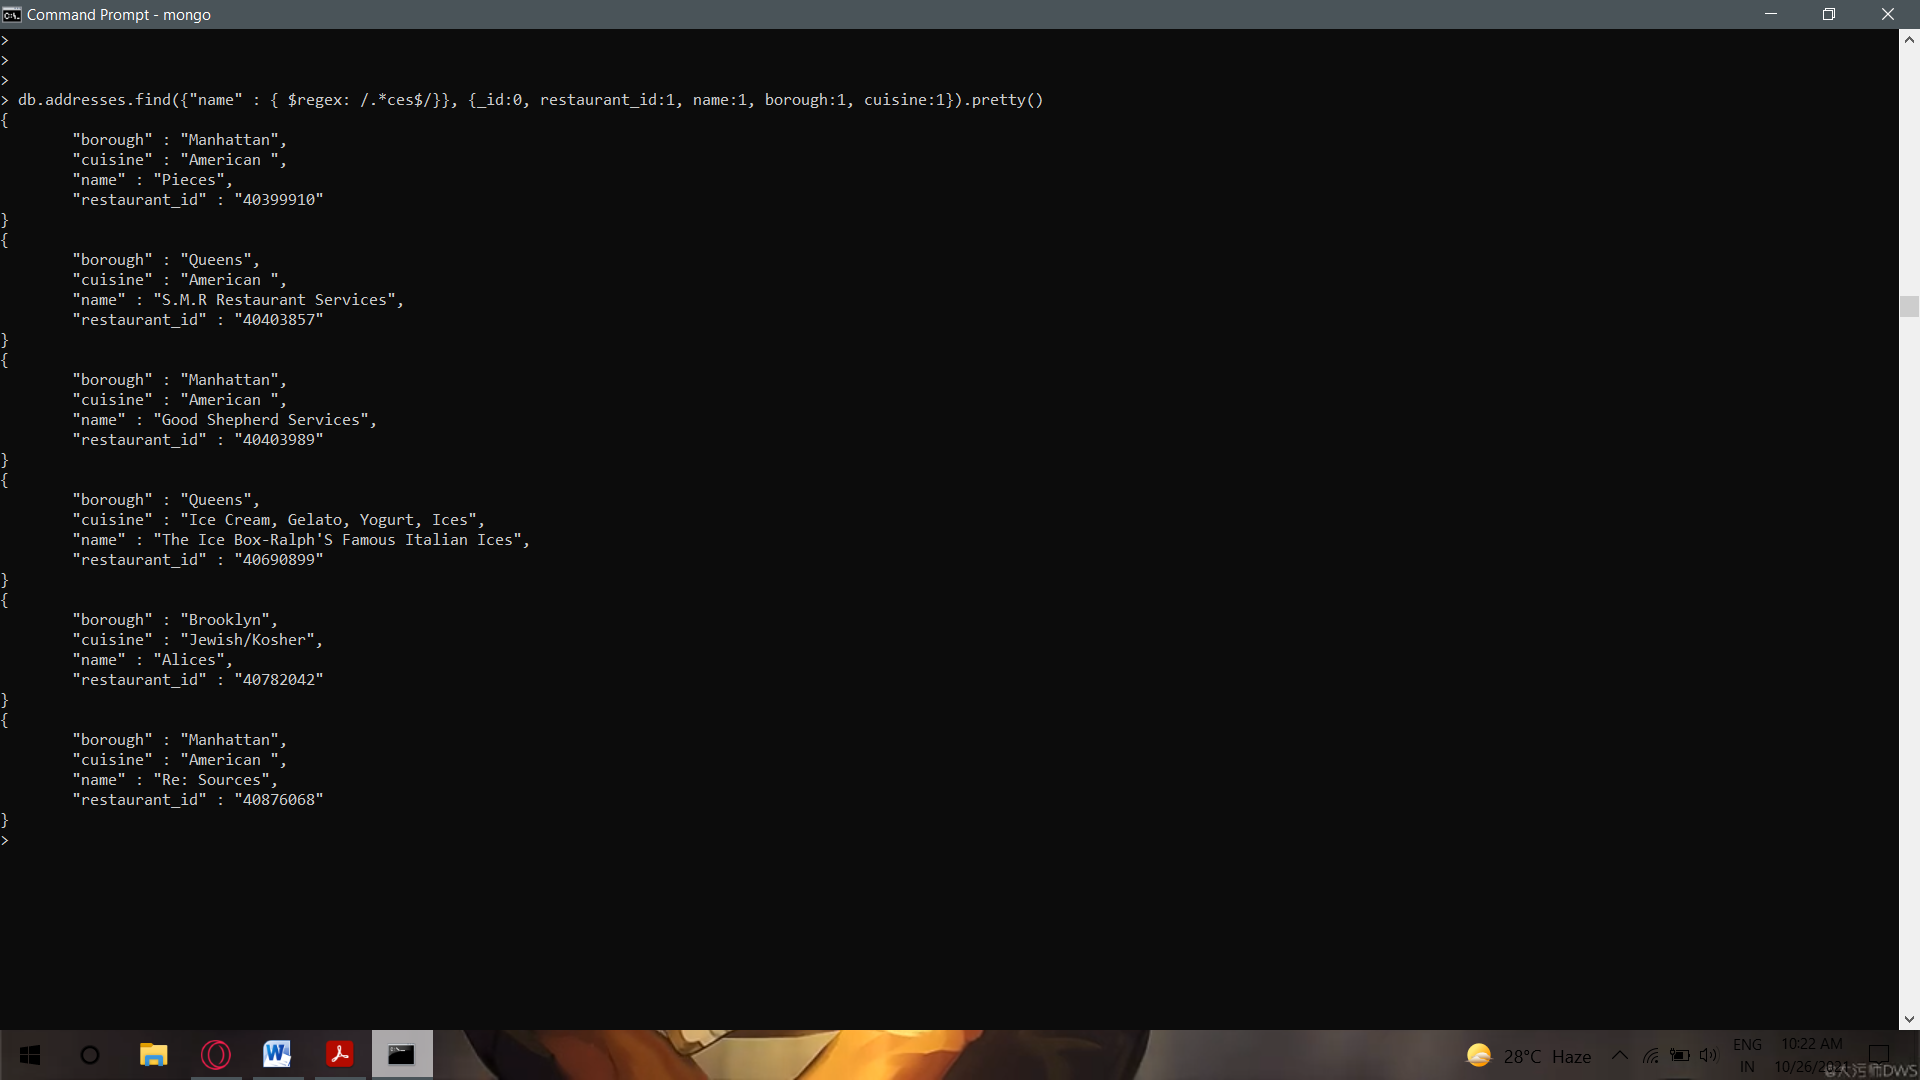 Command Prompt - mongo
>
>
>
> db.addresses.find({"name" : { $regex: /.*ces$/}}, {_id:0, restaurant_id:1, name:1, borough:1, cuisine:1}).pretty()
{
"borough" : "Manhattan",
"cuisine" : "American ",
"name" : "Pieces",
"restaurant_id" : "40399910"
}
{
"borough" : "Queens",
"cuisine" : "American ",
"name" : "S.M.R Restaurant Services",
"restaurant_id" : "40403857"
}
{
"borough" : "Manhattan",
"cuisine" : "American ",
"name" : "Good Shepherd Services",
"restaurant_id" : "40403989"
}
{
"borough" : "Queens",
"cuisine" : "Ice Cream, Gelato, Yogurt, Ices",
"name" : "The Ice Box-Ralph'S Famous Italian Ices",
"restaurant_id" : "40690899"
}
{
"borough" : "Brooklyn",
"cuisine" : "Jewish/Kosher",
"name" : "Alices",
"restaurant_id" : "40782042"
}
{
"borough" : "Manhattan",
"cuisine" : "American ",
"name" : "Re: Sources",
"restaurant_id" : "40876068"
}
>
28°C Haze
ENG
IN
10:22 AM